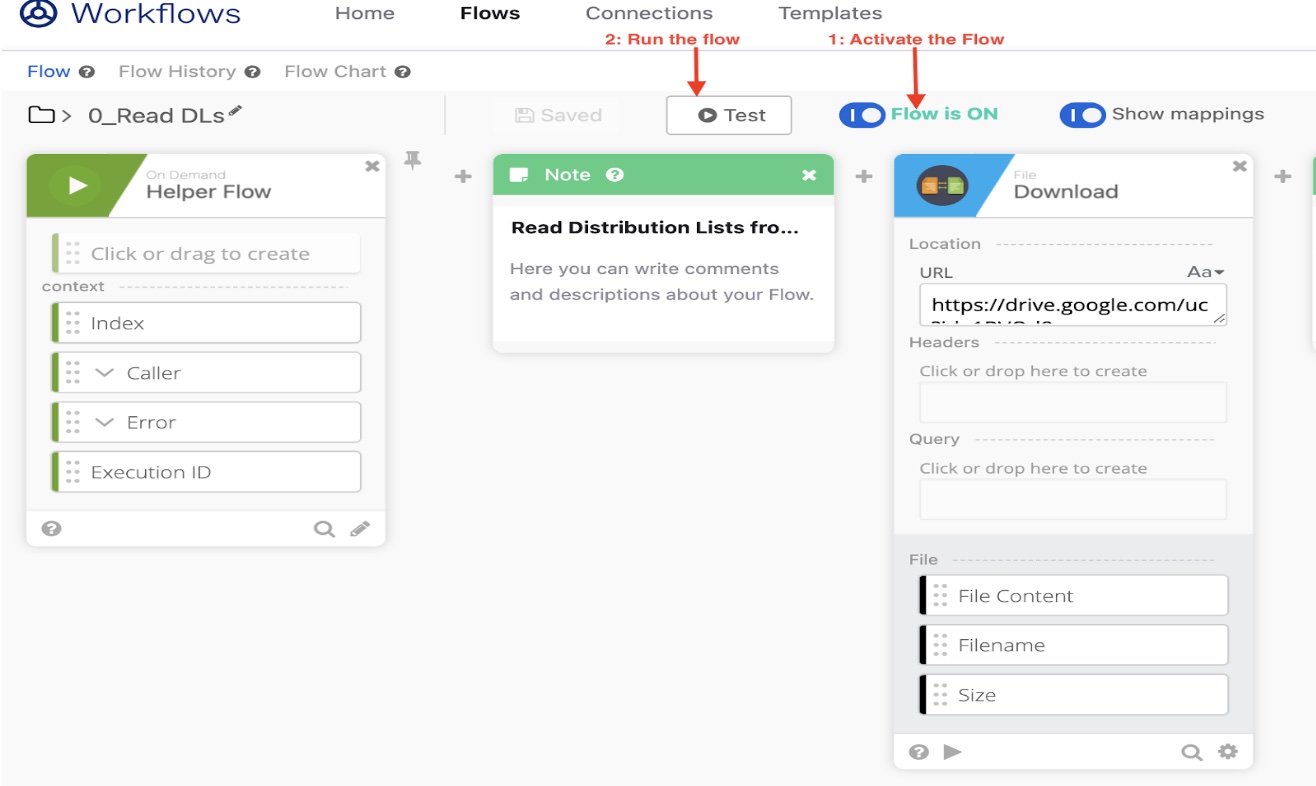 Workflows Home Flows Connections Templates
2: Run the flow 1: Activate the Flow
Flow ? Flow History ? Flow Chart ?
> 0_Read DLs Saved Test Flow is ON Show mappings
On Demand
Helper Flow
Click or drag to create
context
Index
Caller
Error
Execution ID
Note ?
Read Distribution Lists fro...
Here you can write comments
and descriptions about your Flow.
File
Download
Location
URL Aa
https://drive.google.com/uc
Headers
Click or drop here to create
Query
Click or drop here to create
File
File Content
Filename
Size